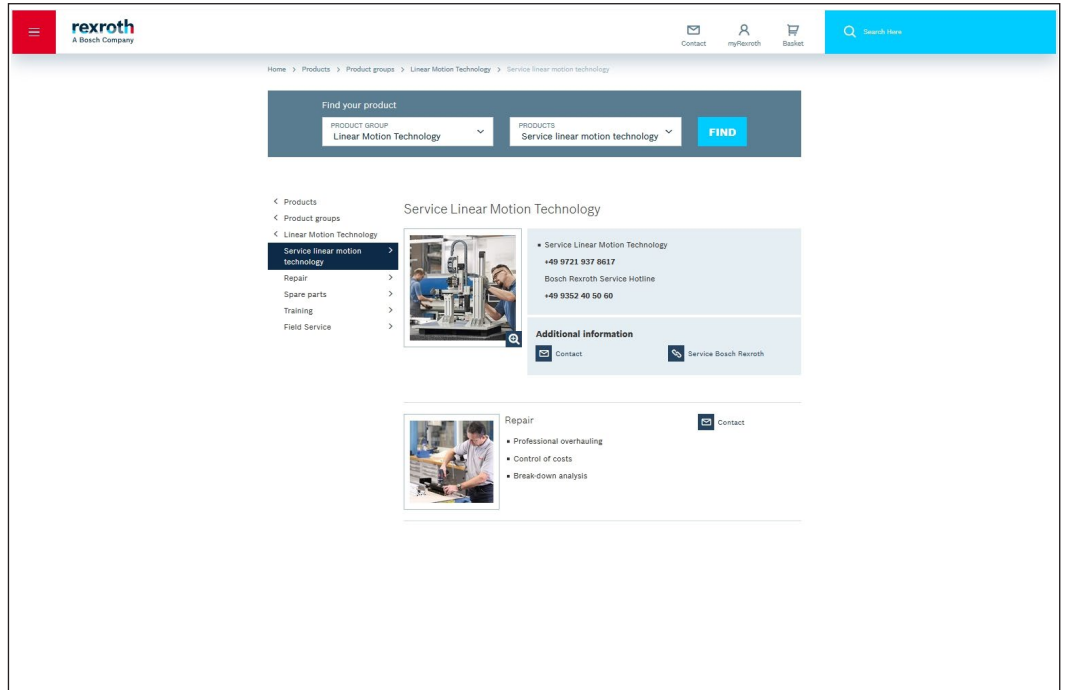 rexroth
A Bosch Company
Contact
myRexroth
Basket
Search Here
Home > Products > Product groups > Linear Motion Technology > Service linear motion technology
Find your product
PRODUCT GROUP
Linear Motion Technology
PRODUCTS
Service linear motion technology
FIND
Products
Product groups
Linear Motion Technology
Service linear motion
technology
Repair
Spare parts
Training
Field Service
Service Linear Motion Technology
Service Linear Motion Technology
+49 9721 937 8617
Bosch Rexroth Service Hotline
+49 9352 40 50 60
Additional information
Contact
Service Bosch Rexroth
Repair
Contact
Professional overhauling
Control of costs
Break-down analysis